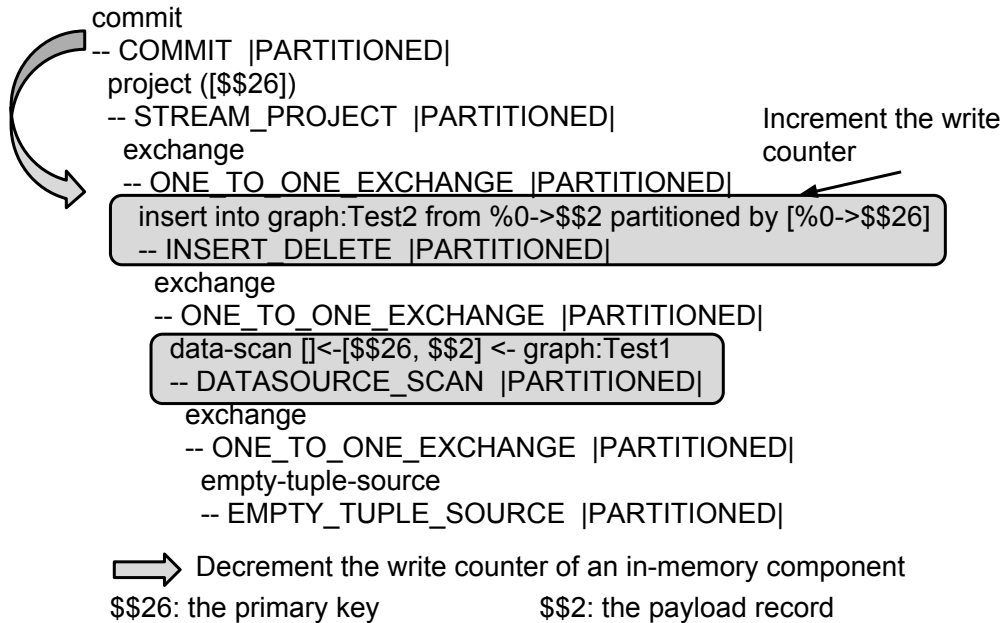 commit
-- COMMIT |PARTITIONED|
project ([$$26])
-- STREAM_PROJECT |PARTITIONED|
Increment the write
counter
exchange
-- ONE_TO_ONE_EXCHANGE |PARTITIONED|
insert into graph:Test2 from %0->$$2 partitioned by [%0->$$26]
-- INSERT_DELETE |PARTITIONED|
exchange
-- ONE_TO_ONE_EXCHANGE |PARTITIONED|
data-scan []<-[$$26, $$2] <- graph:Test1
-- DATASOURCE_SCAN |PARTITIONED|
exchange
-- ONE_TO_ONE_EXCHANGE |PARTITIONED|
empty-tuple-source
-- EMPTY_TUPLE_SOURCE |PARTITIONED|
Decrement the write counter of an in-memory component
$$26: the primary key $$2: the payload record